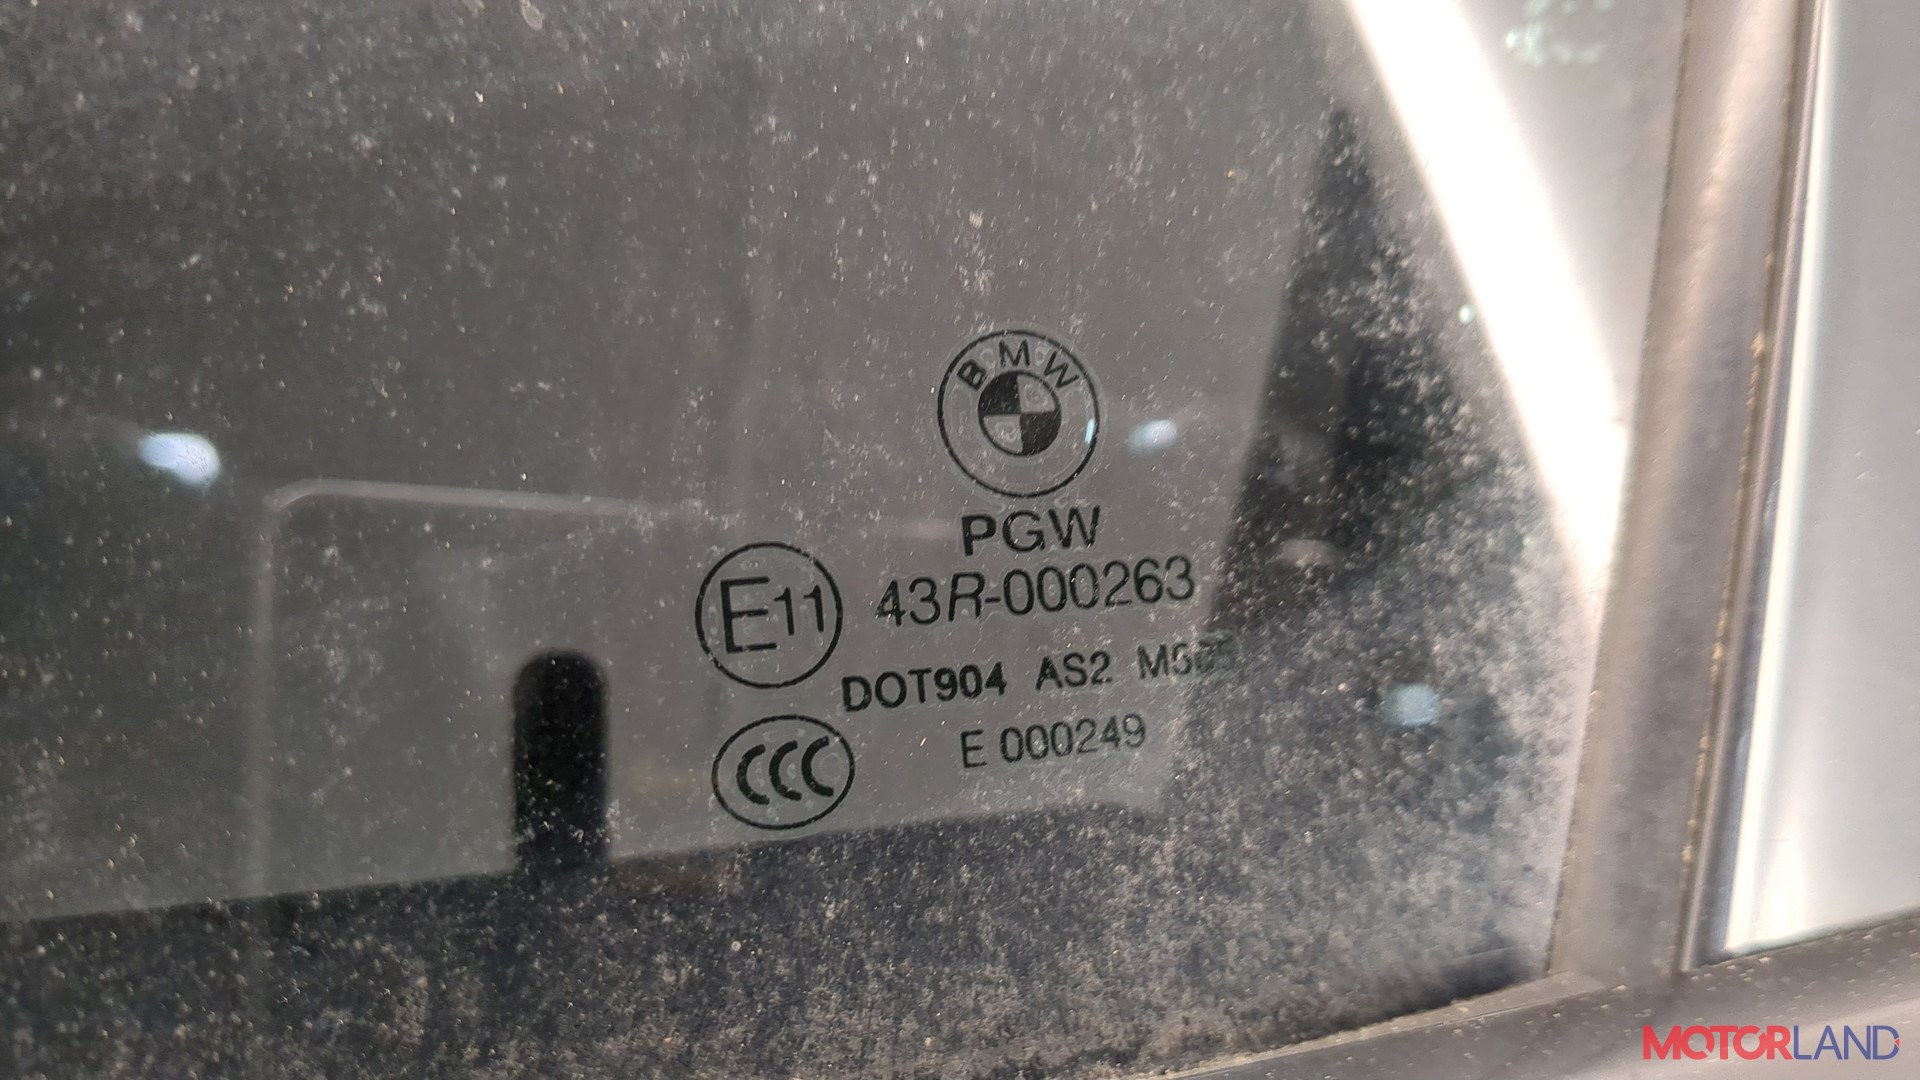 BMW
PGW
E11 43R-000263
DOT904 AS2
CCC E 000249
MOTORLAND